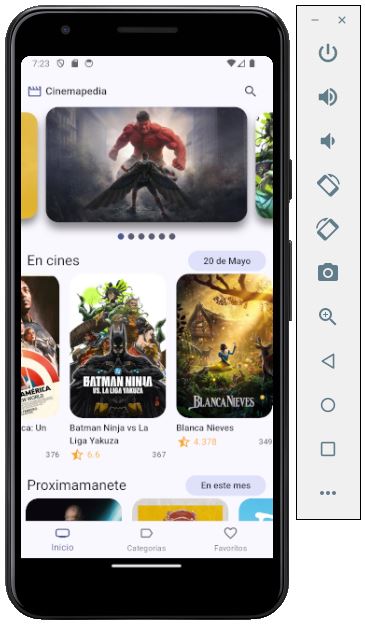 7:23
Cinemapedia
En cines
20 de Mayo
AMÉRICA
BATMAN NINJA
VS. LA LIGA YAKUZA
BLANCANIEVES
ca: Un
Batman Ninja vs La
Liga Yakuza
Blanca Nieves
376
6.6
367
4.378
349
Proximamanete
En este mes
Inicio
Categorias
Favoritos